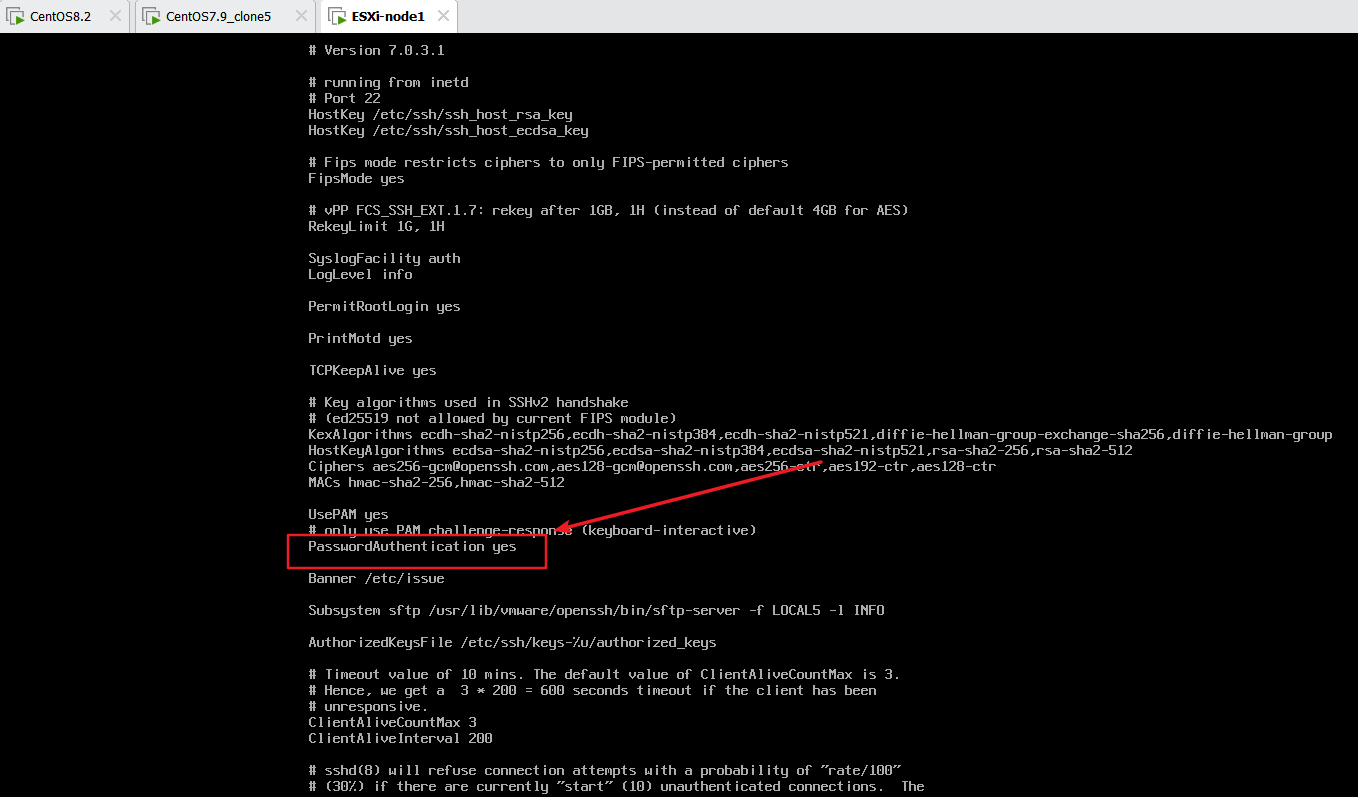 CentOS8.2 CentOS7.9_clone5 ESXi-node1
# Version 7.0.3.1
# running from inetd
# Port 22
HostKey /etc/ssh/ssh_host_rsa_key
HostKey /etc/ssh/ssh_host_ecdsa_key
# Fips mode restricts ciphers to only FIPS-permitted ciphers
FipsMode yes
# vPP FCS_SSH_EXT.1.7: rekey after 1GB, 1H (instead of default 4GB for AES)
RekeyLimit 1G, 1H
SyslogFacility auth
LogLevel info
PermitRootLogin yes
PrintMotd yes
TCPKeepAlive yes
# Key algorithms used in SSHv2 handshake
# (ed25519 not allowed by current FIPS module)
KexAlgorithms ecdh-sha2-nistp256,ecdh-sha2-nistp384,ecdh-sha2-nistp521,diffie-hellman-group-exchange-sha256,diffie-hellman-group
HostKeyAlgorithms ecdsa-sha2-nistp256,ecdsa-sha2-nistp384,ecdsa-sha2-nistp521,rsa-sha2-256,rsa-sha2-512
Ciphers aes256-gcm@openssh.com,aes128-gcm@openssh.com,aes256-ctr,aes192-ctr,aes128-ctr
MACs hmac-sha2-256,hmac-sha2-512
UsePAM yes
# only use PAM challenge-response (keyboard-interactive)
PasswordAuthentication yes
Banner /etc/issue
Subsystem sftp /usr/lib/vmware/openssh/bin/sftp-server -f LOCAL5 -l INFO
AuthorizedKeysFile /etc/ssh/keys-%u/authorized_keys
# Timeout value of 10 mins. The default value of ClientAliveCountMax is 3.
# Hence, we get a  3 * 200 = 600 seconds timeout if the client has been
# unresponsive.
ClientAliveCountMax 3
ClientAliveInterval 200
# sshd(8) will refuse connection attempts with a probability of "rate/100"
# (30%) if there are currently "start" (10) unauthenticated connections.  The